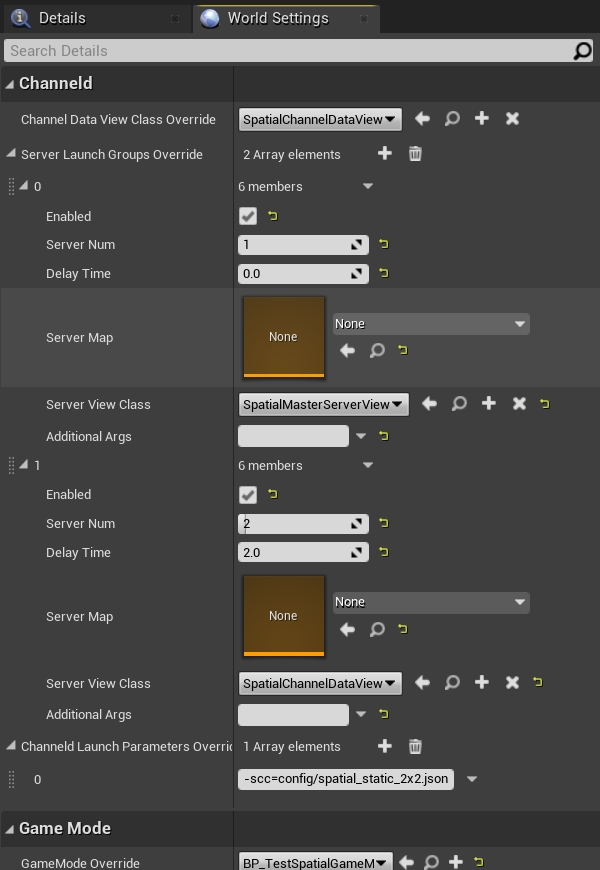 Details
World Settings
Search Details
Channeld
Channel Data View Class Override SpatialChannelDataView
Server Launch Groups Override 2 Array elements
0 6 members
Enabled
Server Num 1
Delay Time 0.0
Server Map None None
Server View Class SpatialMasterServerView
Additional Args
1 6 members
Enabled
Server Num 2
Delay Time 2.0
Server Map None None
Server View Class SpatialChannelDataView
Additional Args
Channeld Launch Parameters Overri 1 Array elements
0 -scc=config/spatial_static_2x2.json
Game Mode
GameMode Override BP_TestSpatialGameM